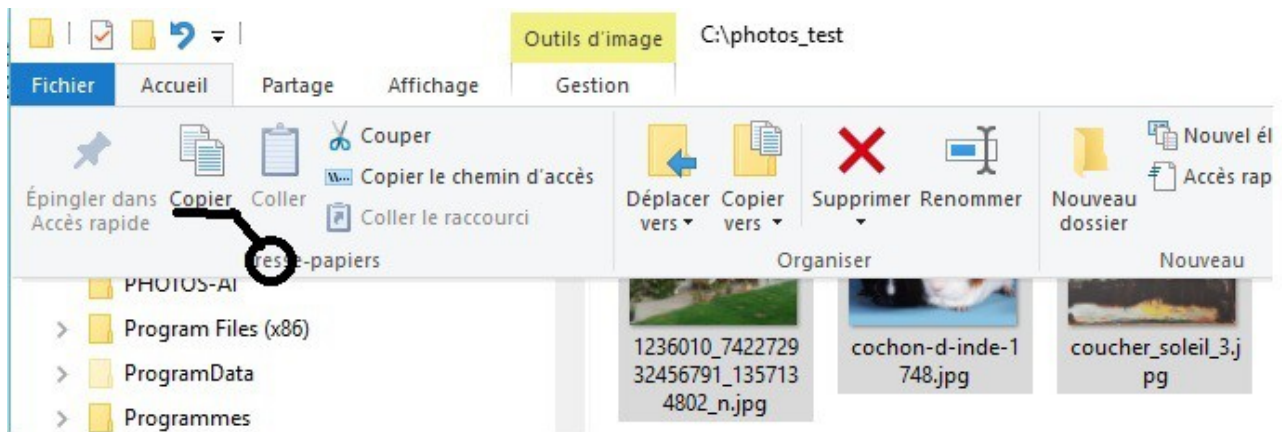 Outils d'image
C:\photos_test
Fichier
Accueil
Partage
Affichage
Gestion
Épingler dans
Accès rapide
Copier
Coller
Couper
Copier le chemin d'accès
Coller le raccourci
Déplacer
vers
Copier
vers
Supprimer
Renommer
Nouveau
dossier
Nouvel él
Accès rap
resse-papiers
Organiser
Nouveau
PHOTOS-AI
Program Files (x86)
ProgramData
Programmes
1236010_7422729
32456791_135713
4802_n.jpg
cochon-d-inde-1
748.jpg
coucher_soleil_3.j
pg